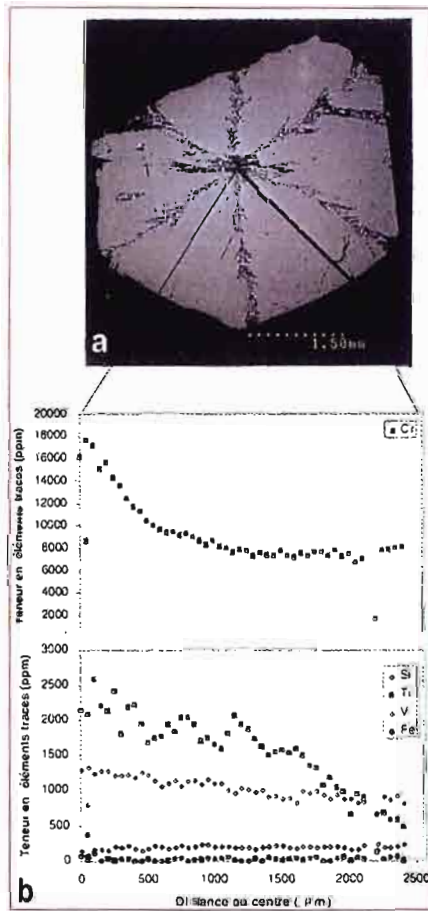 a
1.50mm
20000
18000
16000
14000
12000
10000
8000
6000
4000
2000
Teneur en éléments traces (ppm)
Cr
3000
2500
2000
1500
1000
500
0
Teneur en éléments traces (ppm)
Si
Ti
V
Fe
0
500
1000
1500
2000
2500
Distance au centre (µm)
b